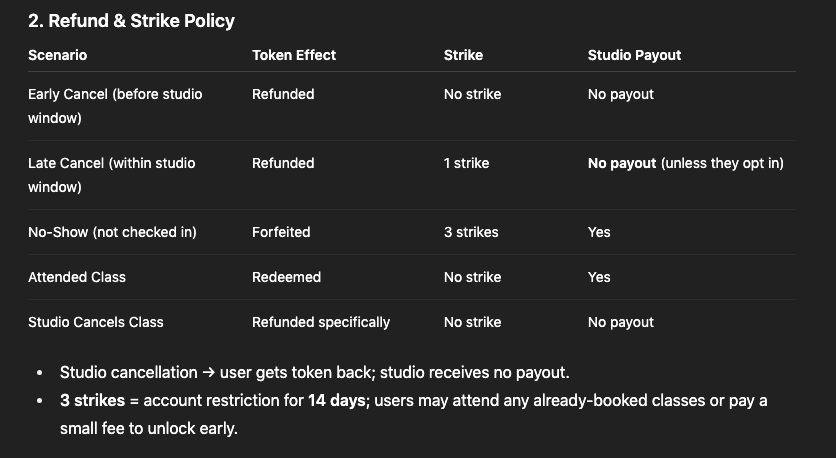 2. Refund & Strike Policy
Scenario Token Effect Strike Studio Payout
Early Cancel (before studio window) Refunded No strike No payout
Late Cancel (within studio window) Refunded 1 strike No payout (unless they opt in)
No-Show (not checked in) Forfeited 3 strikes Yes
Attended Class Redeemed No strike Yes
Studio Cancels Class Refunded specifically No strike No payout
• Studio cancellation → user gets token back; studio receives no payout.
• 3 strikes = account restriction for 14 days; users may attend any already-booked classes or pay a
small fee to unlock early.